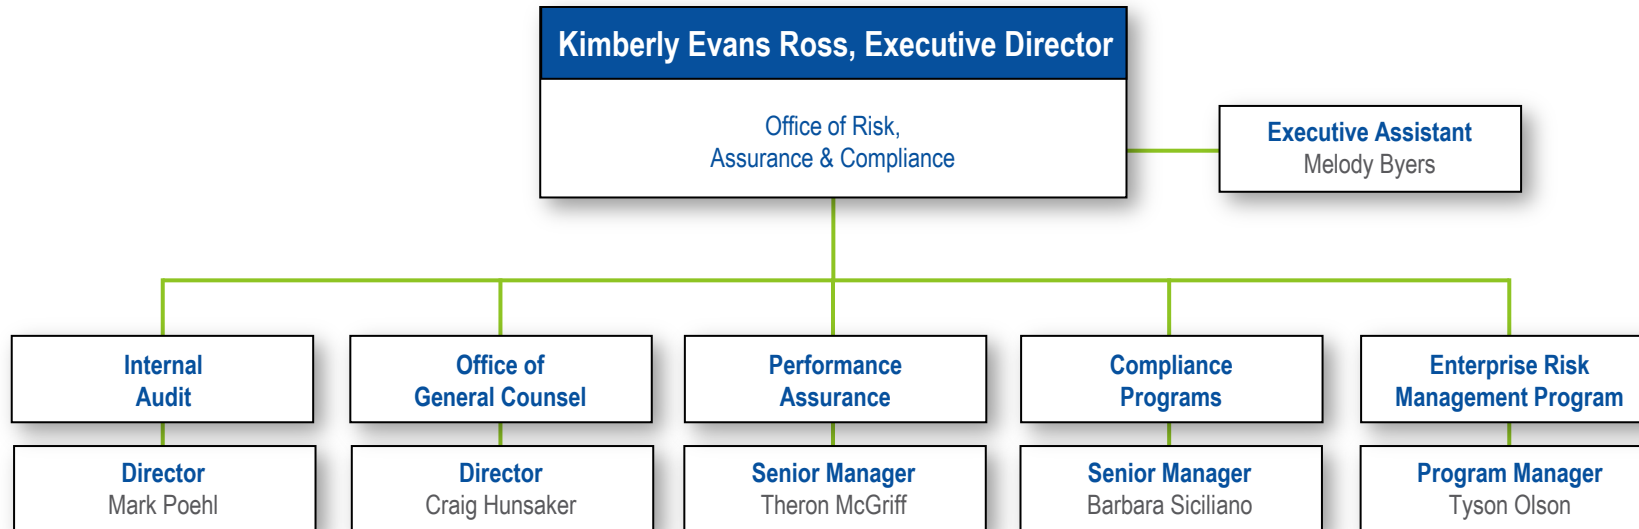 Kimberly Evans Ross, Executive Director
Office of Risk,
Assurance & Compliance
Executive Assistant
Melody Byers
Internal
Audit
Director
Mark Poehl
Office of
General Counsel
Director
Craig Hunsaker
Performance
Assurance
Senior Manager
Theron McGriff
Compliance
Programs
Senior Manager
Barbara Siciliano
Enterprise Risk
Management Program
Program Manager
Tyson Olson